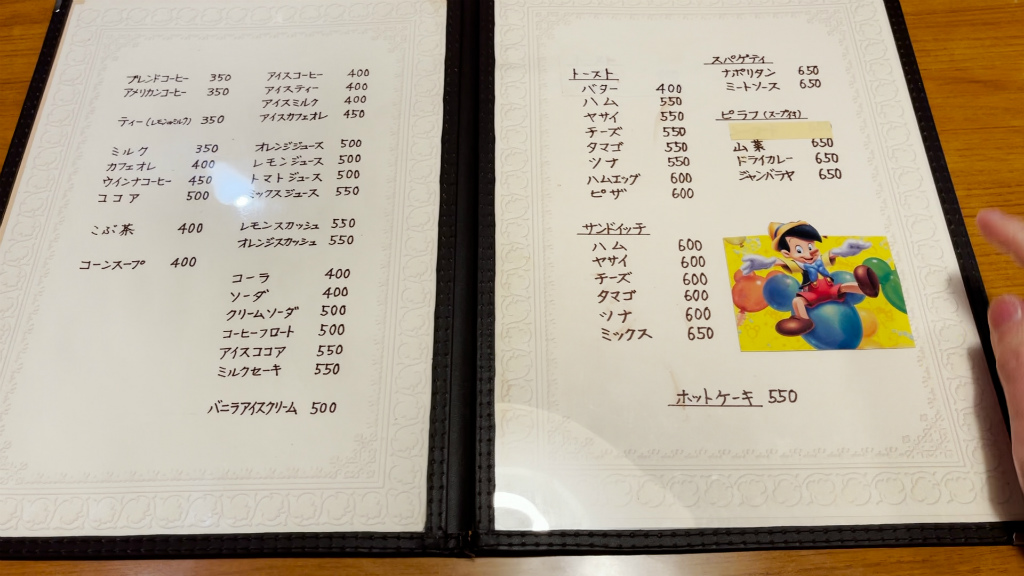 ブレンドコーヒー 350
アメリカンコーヒー 350
ティー(レモンorミルク) 350
ミルク 350
カフェオレ 400
ウインナコーヒー 450
ココア 500
こぶ茶 400
コーンスープ 400
アイスコーヒー 400
アイスティー 400
アイスミルク 400
アイスカフェオレ 450
オレンジジュース 500
レモンジュース 500
トマトジュース 500
ミックスジュース 550
レモンスカッシュ 550
オレンジスカッシュ 550
コーラ 400
ソーダ 400
クリームソーダ 500
コーヒーフロート 500
アイスココア 550
ミルクセーキ 550
バニラアイスクリーム 500
トースト
バター 400
ハム 550
ヤサイ 550
チーズ 550
タマゴ 550
ツナ 550
ハムエッグ 600
ピザ 600
サンドイッチ
ハム 600
ヤサイ 600
チーズ 600
タマゴ 600
ツナ 600
ミックス 650
スパゲティ
ナポリタン 650
ミートソース 650
ピラフ(スープ付)
山菜 650
ドライカレー 650
ジャンバラヤ 650
ホットケーキ 550